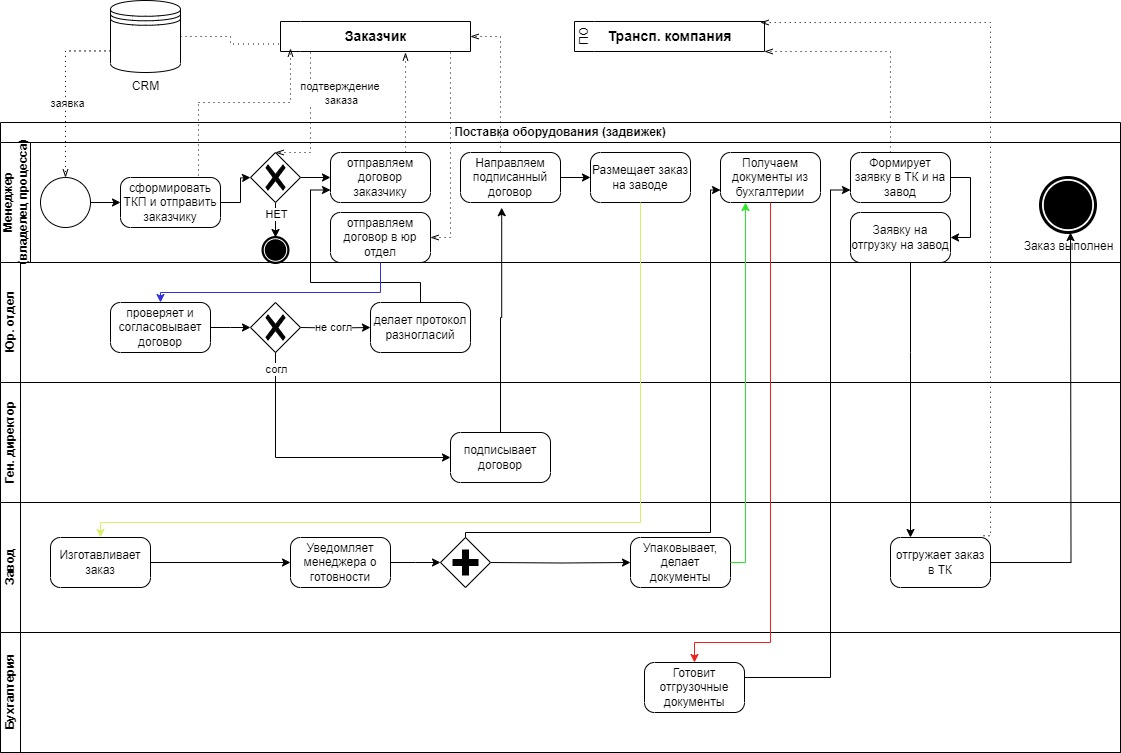 Заказчик
ПО
Трансп. компания
CRM
подтверждение
заказа
заявка
Поставка оборудования (задвижек)
Менеджер
(владелец процесса)
сформировать
ТКП и отправить
заказчику
НЕТ
отправляем
договор
заказчику
отправляем
договор в юр
отдел
Направляем
подписанный
договор
Размещает заказ
на заводе
Получаем
документы из
бухгалтерии
Формирует
заявку в ТК и на
завод
Заявку на
отгрузку на завод
Заказ выполнен
Юр. отдел
проверяет и
согласовывает
договор
не согл
согл
делает протокол
разногласий
Ген. директор
подписывает
договор
Завод
Изготавливает
заказ
Уведомляет
менеджера о
готовности
Упаковывает,
делает
документы
отгружает заказ
в ТК
Бухгалтерия
Готовит
отгрузочные
документы